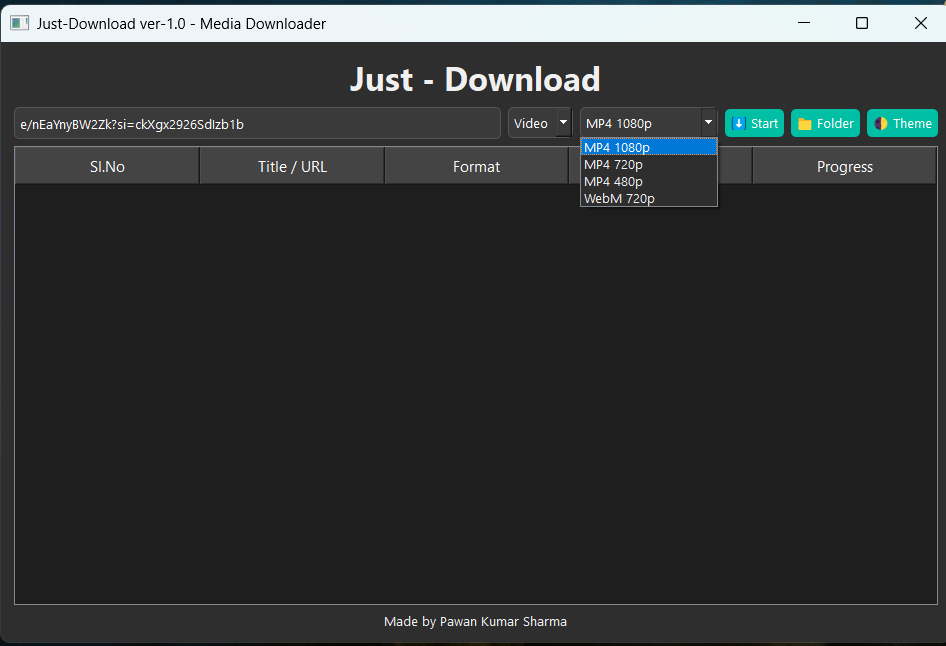 Just-Download ver-1.0 - Media Downloader
Just - Download
e/nEaYnyBW2Zk?si=ckXgx2926SdIzb1b
Video
MP4 1080p
Start
Folder
Theme
MP4 1080p
MP4 720p
MP4 480p
WebM 720p
Sl.No
Title / URL
Format
Progress
Made by Pawan Kumar Sharma